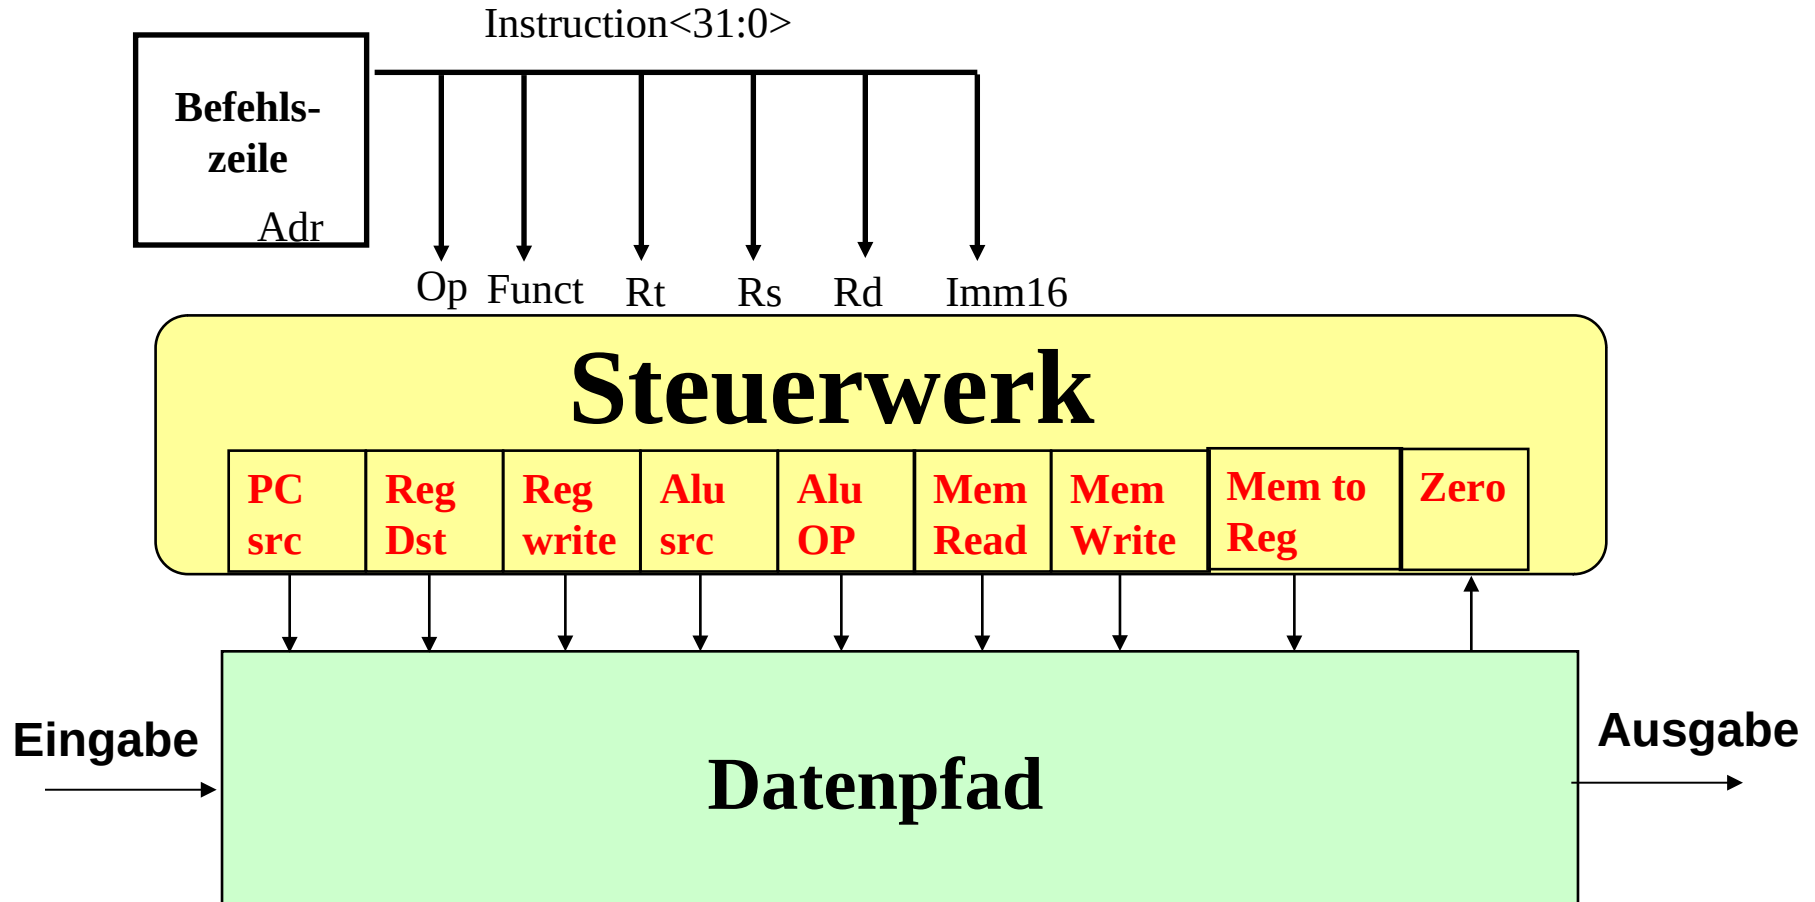 Instruction<31:0>
Befehls-
zeile
Adr
Op Funct Rt Rs Rd Imm16
Steuerwerk
PC
src
Reg
Dst
Reg
write
Alu
src
Alu
OP
Mem
Read
Mem
Write
Mem to
Reg
Zero
Eingabe
Datenpfad
Ausgabe